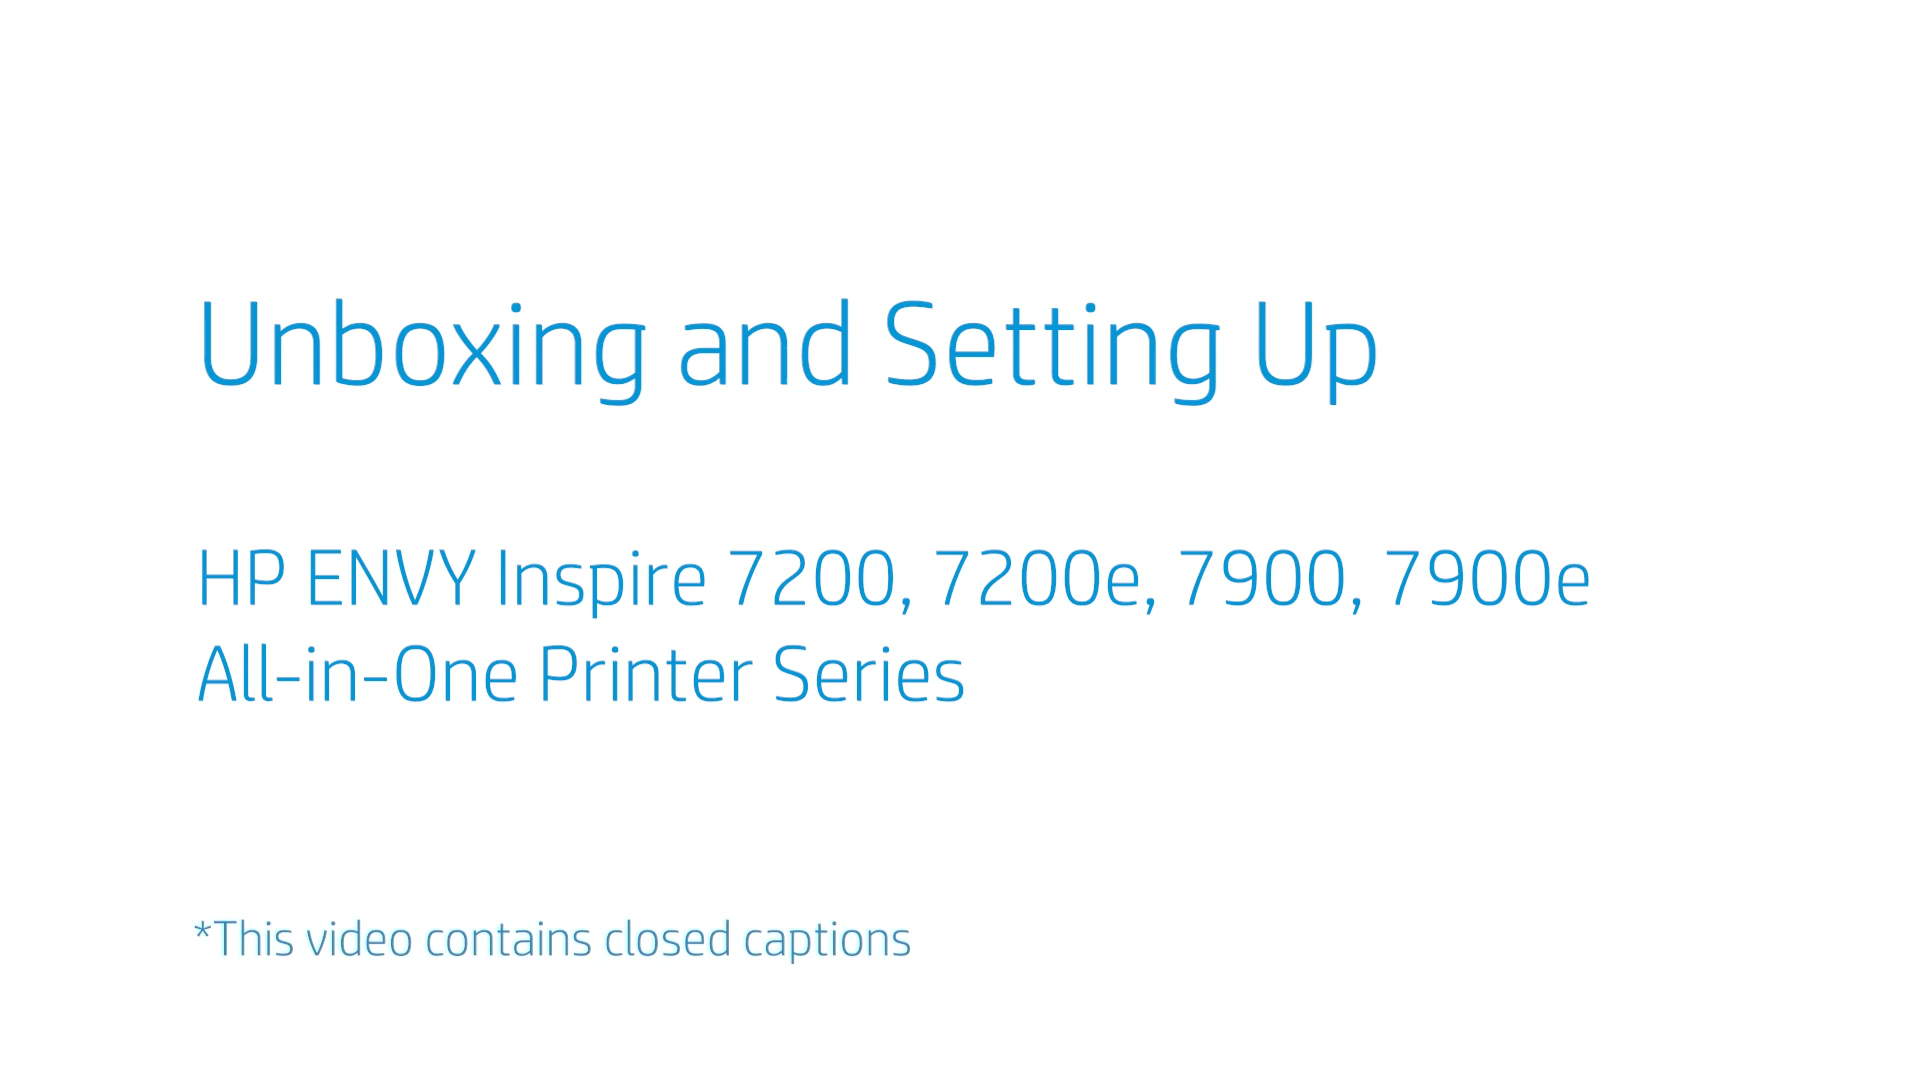 Unboxing and Setting Up
HP ENVY Inspire 7200, 7200e, 7900, 7900e
All-in-One Printer Series
*This video contains closed captions